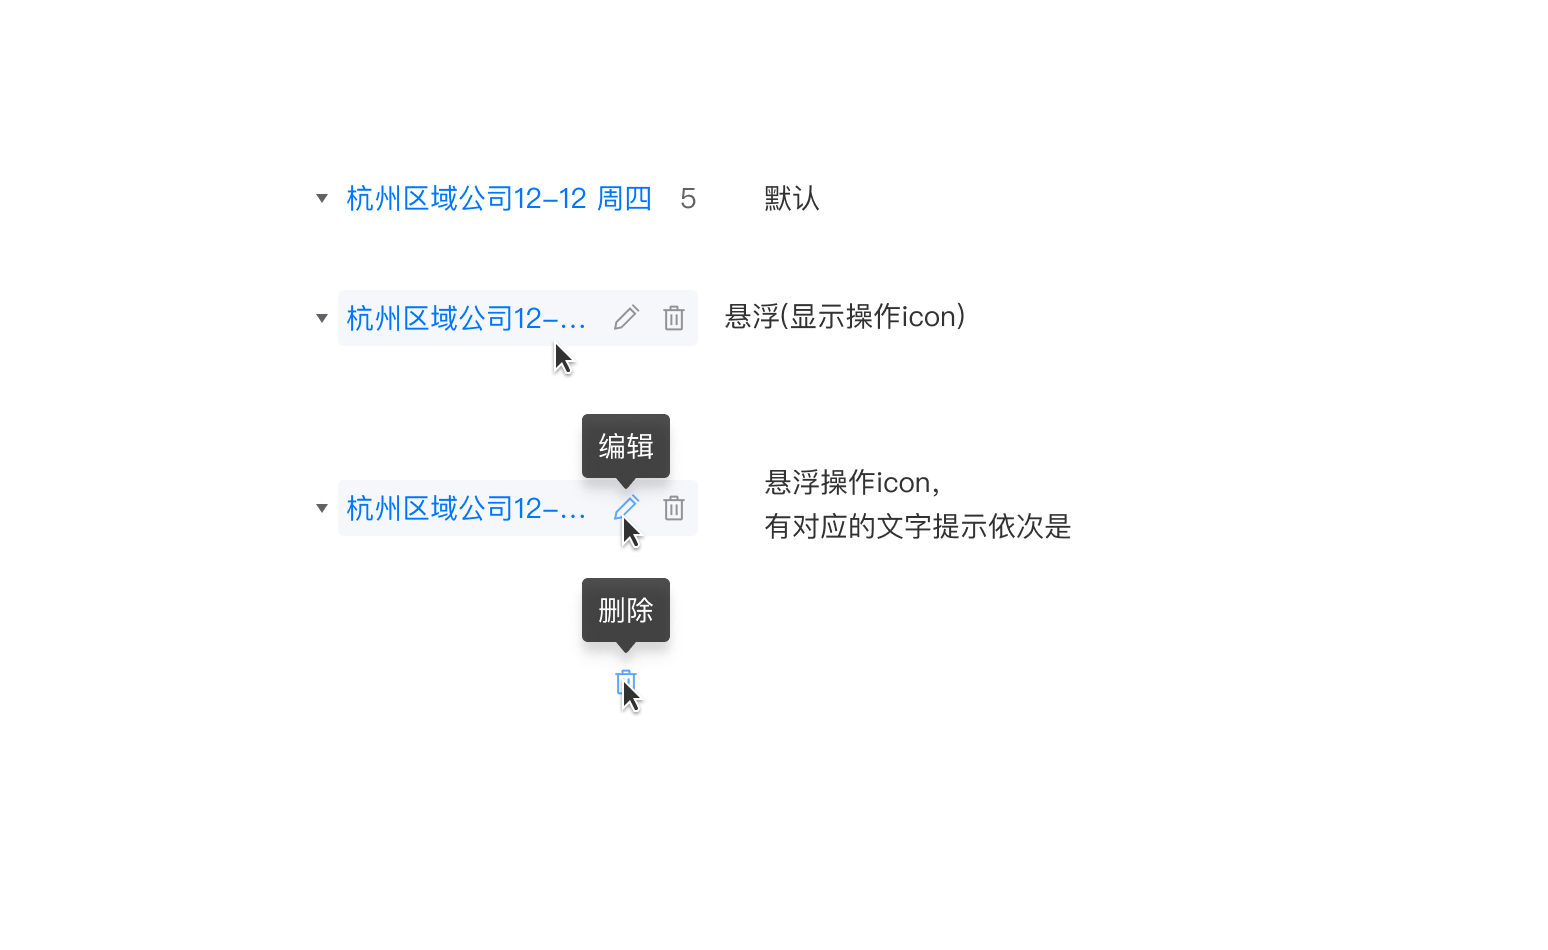 杭州区域公司12-12 周四 5 默认
杭州区域公司12-... 悬浮(显示操作icon)
编辑
杭州区域公司12-...
悬浮操作icon,
有对应的文字提示依次是
删除